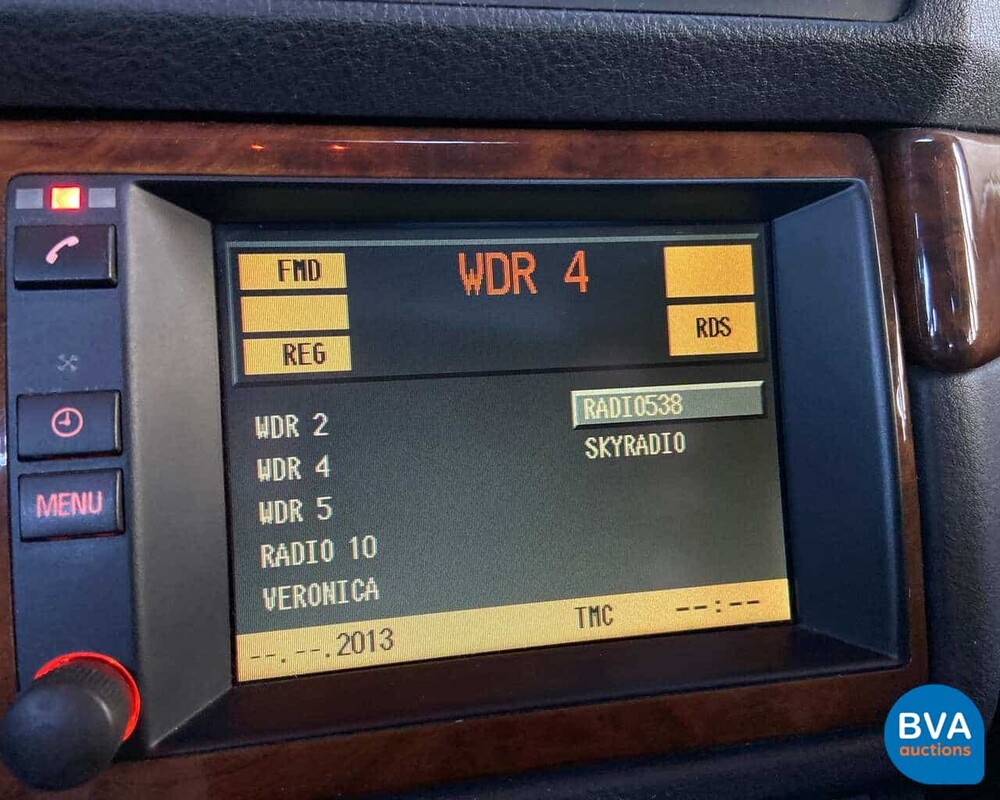 FMD
WDR 4
REG
RDS
WDR 2
WDR 4
WDR 5
RADIO 10
VERONICA
RADIO538
SKYRADIO
--.--.2013
TMC
--:--
MENU
BVA
auctions